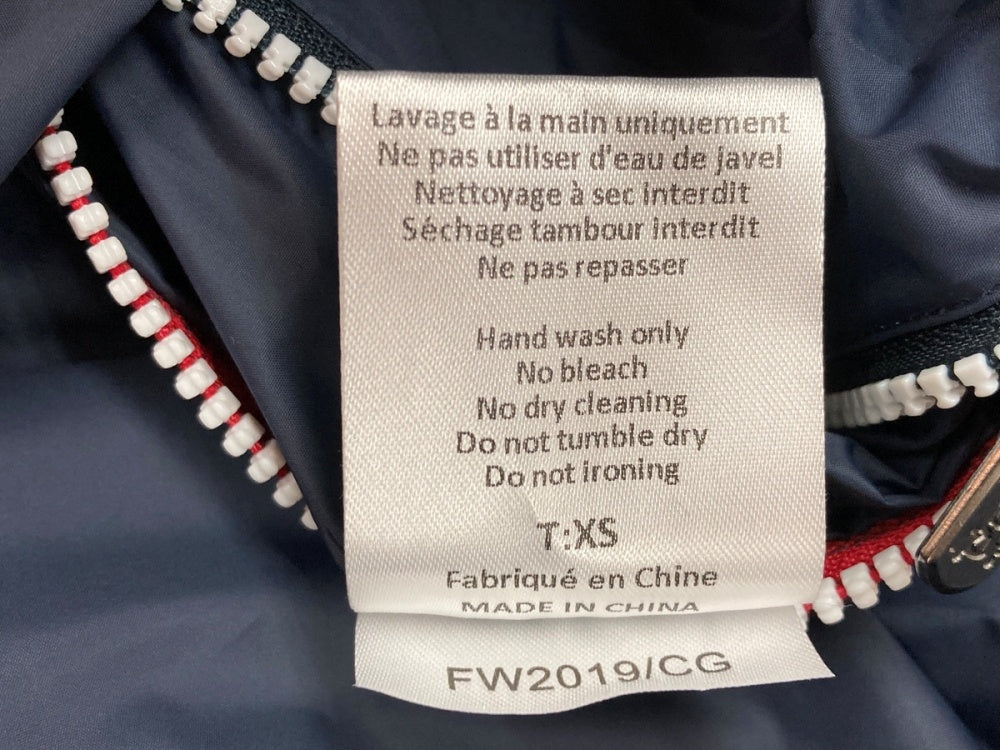 Lavage à la main uniquement
Ne pas utiliser d'eau de javel
Nettoyage à sec interdit
Séchage tambour interdit
Ne pas repasser
Hand wash only
No bleach
No dry cleaning
Do not tumble dry
Do not ironing
T:XS
Fabriqué en Chine
MADE IN CHINA
FW2019/CG